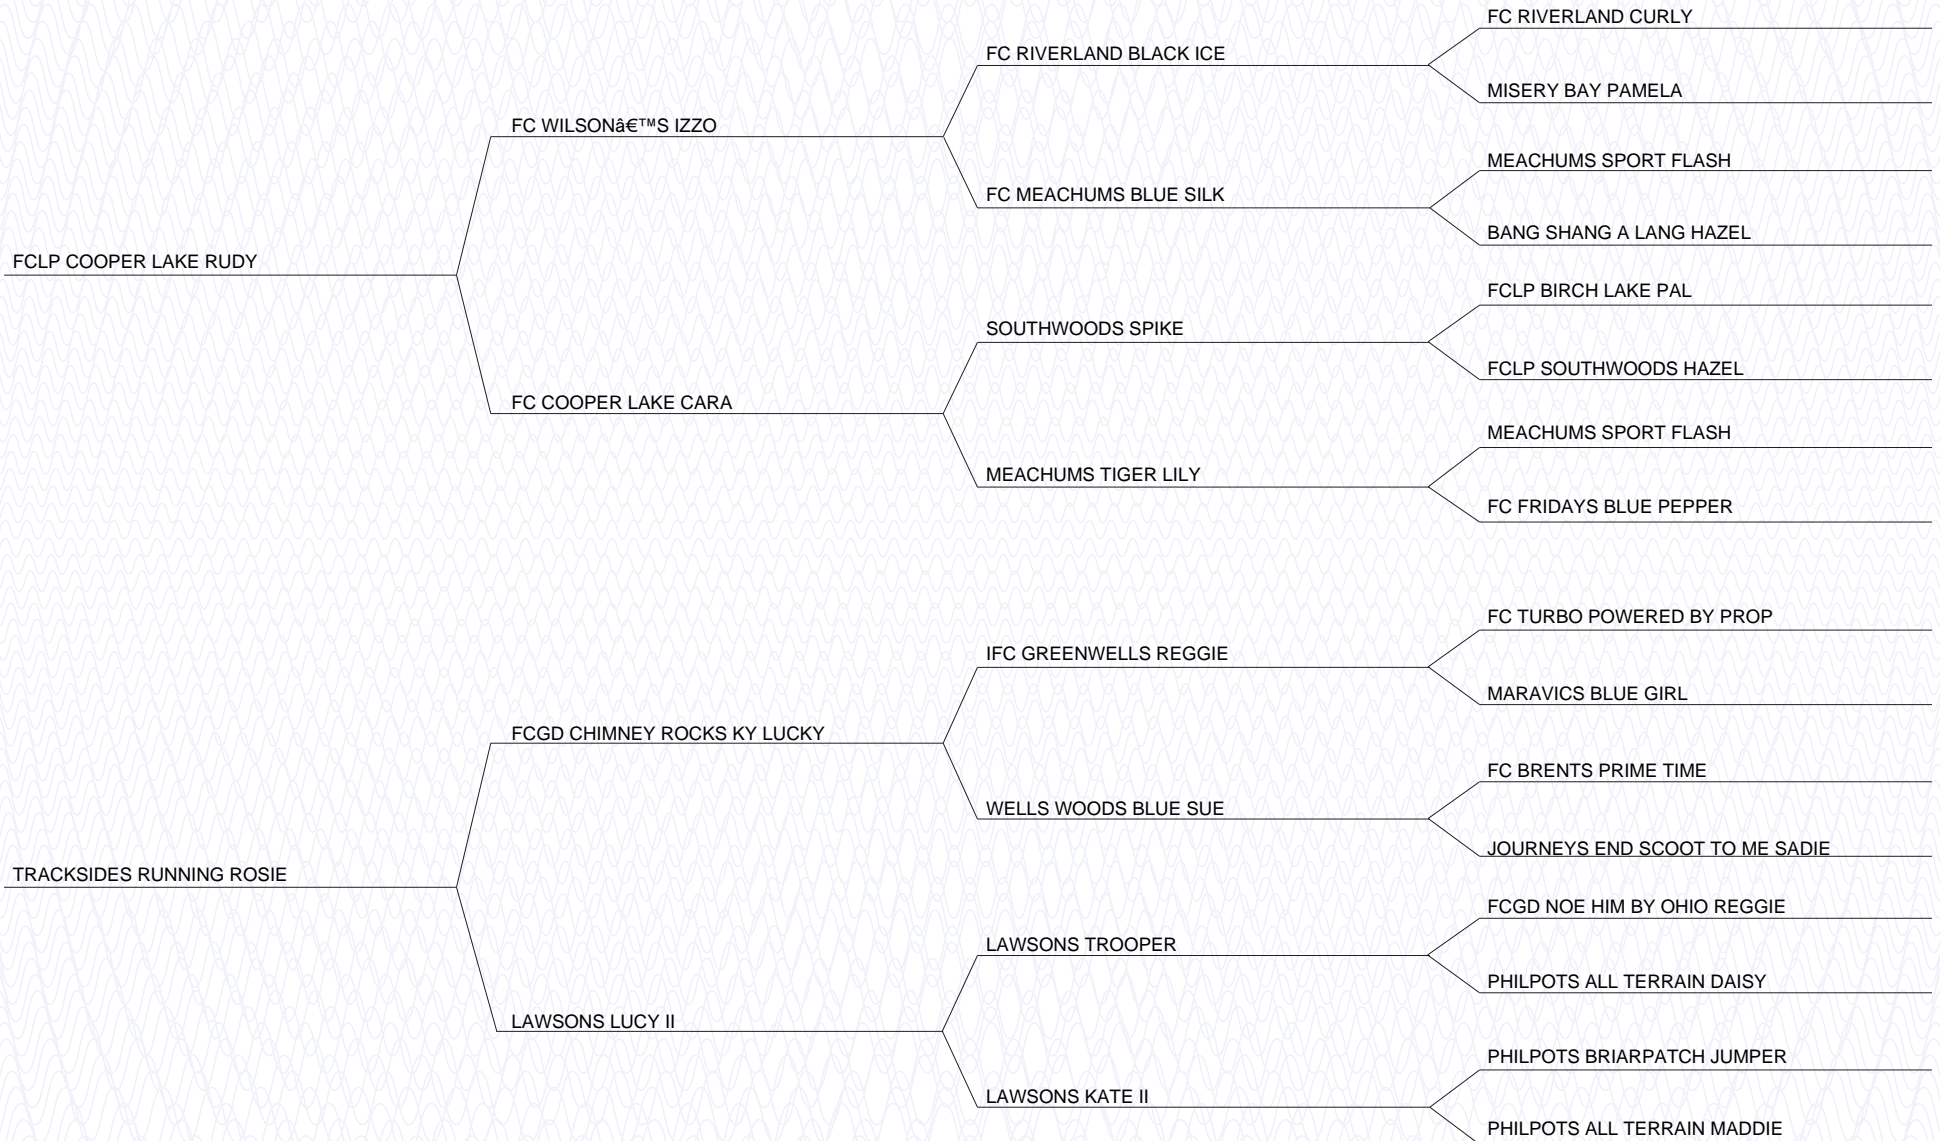 FC RIVERLAND CURLY
FC RIVERLAND BLACK ICE
MISERY BAY PAMELA
FC WILSONâ€™S IZZO
MEACHUMS SPORT FLASH
FC MEACHUMS BLUE SILK
BANG SHANG A LANG HAZEL
FCLP COOPER LAKE RUDY
FCLP BIRCH LAKE PAL
SOUTHWOODS SPIKE
FCLP SOUTHWOODS HAZEL
FC COOPER LAKE CARA
MEACHUMS SPORT FLASH
MEACHUMS TIGER LILY
FC FRIDAYS BLUE PEPPER
FC TURBO POWERED BY PROP
IFC GREENWELLS REGGIE
MARAVICS BLUE GIRL
FCGD CHIMNEY ROCKS KY LUCKY
FC BRENTS PRIME TIME
WELLS WOODS BLUE SUE
JOURNEYS END SCOOT TO ME SADIE
TRACKSIDES RUNNING ROSIE
FCGD NOE HIM BY OHIO REGGIE
LAWSONS TROOPER
PHILPOTS ALL TERRAIN DAISY
LAWSONS LUCY II
PHILPOTS BRIARPATCH JUMPER
LAWSONS KATE II
PHILPOTS ALL TERRAIN MADDIE